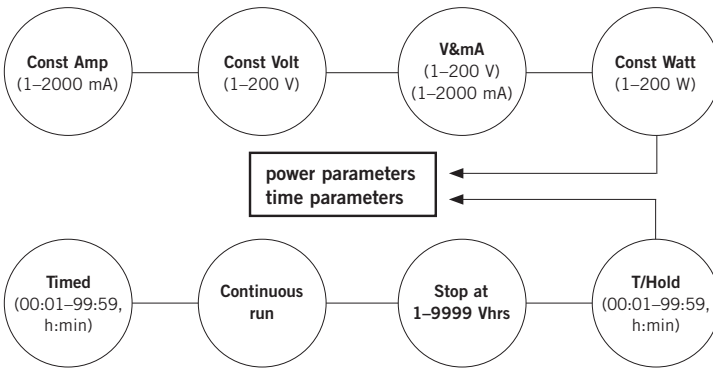 Const Amp
(1–2000 mA)
Const Volt
(1–200 V)
V&mA
(1–200 V)
(1–2000 mA)
Const Watt
(1–200 W)
power parameters
time parameters
Timed
(00:01–99:59,
h:min)
Continuous
run
Stop at
1–9999 Vhrs
T/Hold
(00:01–99:59,
h:min)